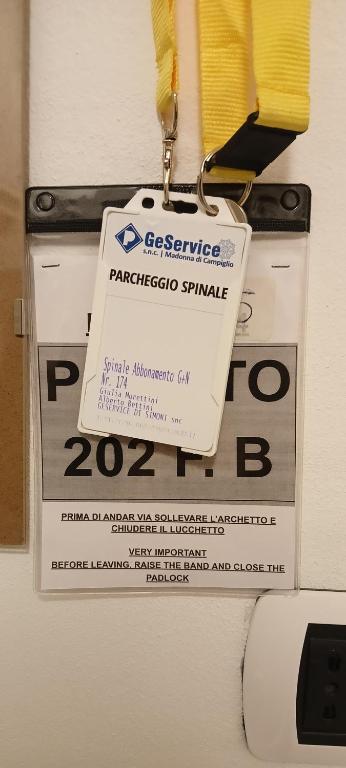 GeService
s.n.c. | Madonna di Campiglio
PARCHEGGIO SPINALE
Spinale Abbonamento G+N
Nr. 174
Giulia Murettini
Alberto Bettini
GESERVICE DI SIMONI snc
P TO
202 F. B
PRIMA DI ANDAR VIA SOLLEVARE L'ARCHETTO E
CHIUDERE IL LUCCHETTO
VERY IMPORTANT
BEFORE LEAVING, RAISE THE BAND AND CLOSE THE
PADLOCK